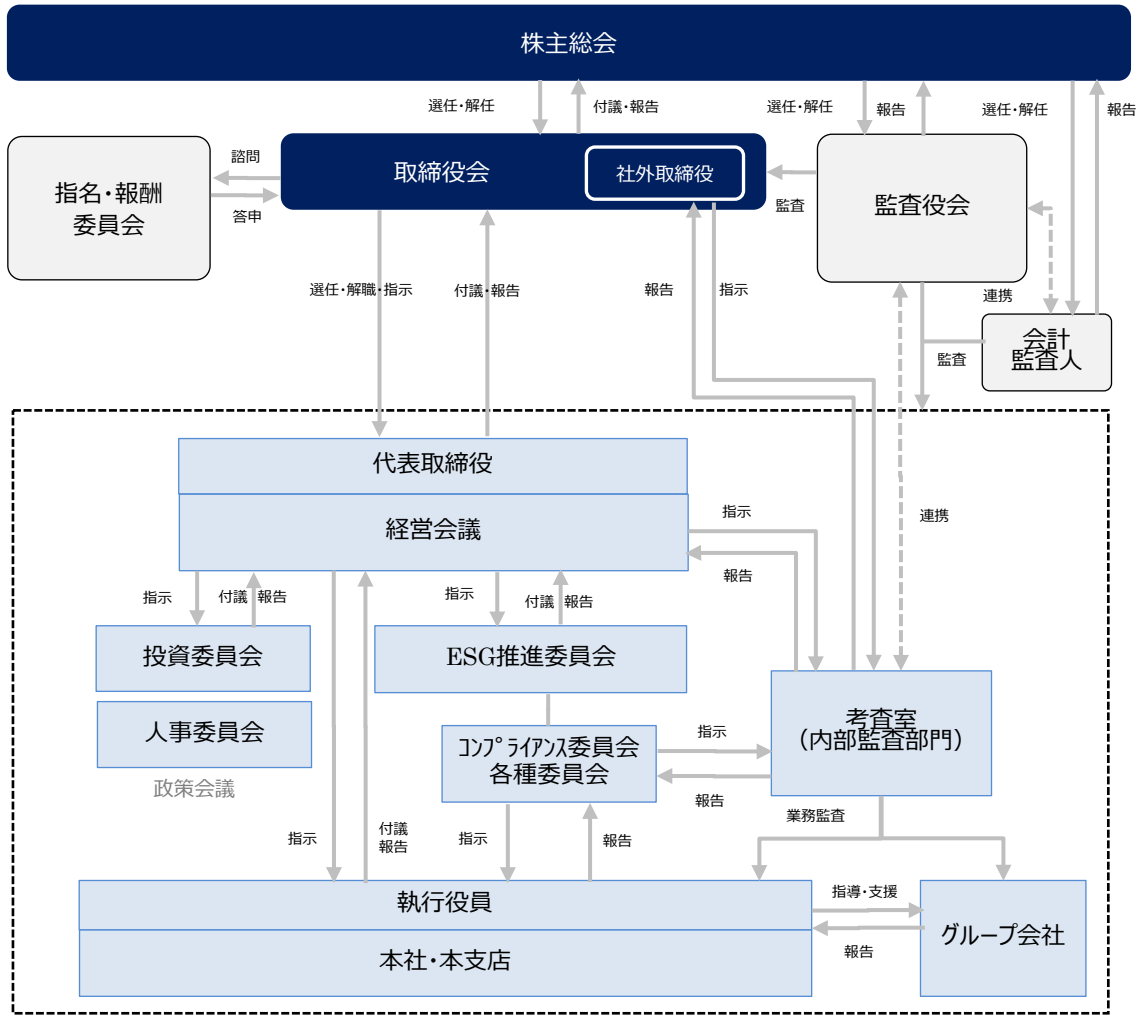 株主総会
選任・解任
付議・報告
選任・解任
報告
選任・解任
報告
指名・報酬
委員会
諮問
答申
取締役会
社外取締役
監査
監査役会
選任・解職・指示
付議・報告
報告
指示
連携
会計
監査人
監査
代表取締役
経営会議
指示
報告
連携
指示
付議 報告
指示
付議 報告
投資委員会
ESG推進委員会
人事委員会
政策会議
コンプライアンス委員会
各種委員会
指示
報告
考査室
（内部監査部門）
業務監査
指示
付議
報告
指示
報告
執行役員
本社・本支店
指導・支援
報告
グループ会社